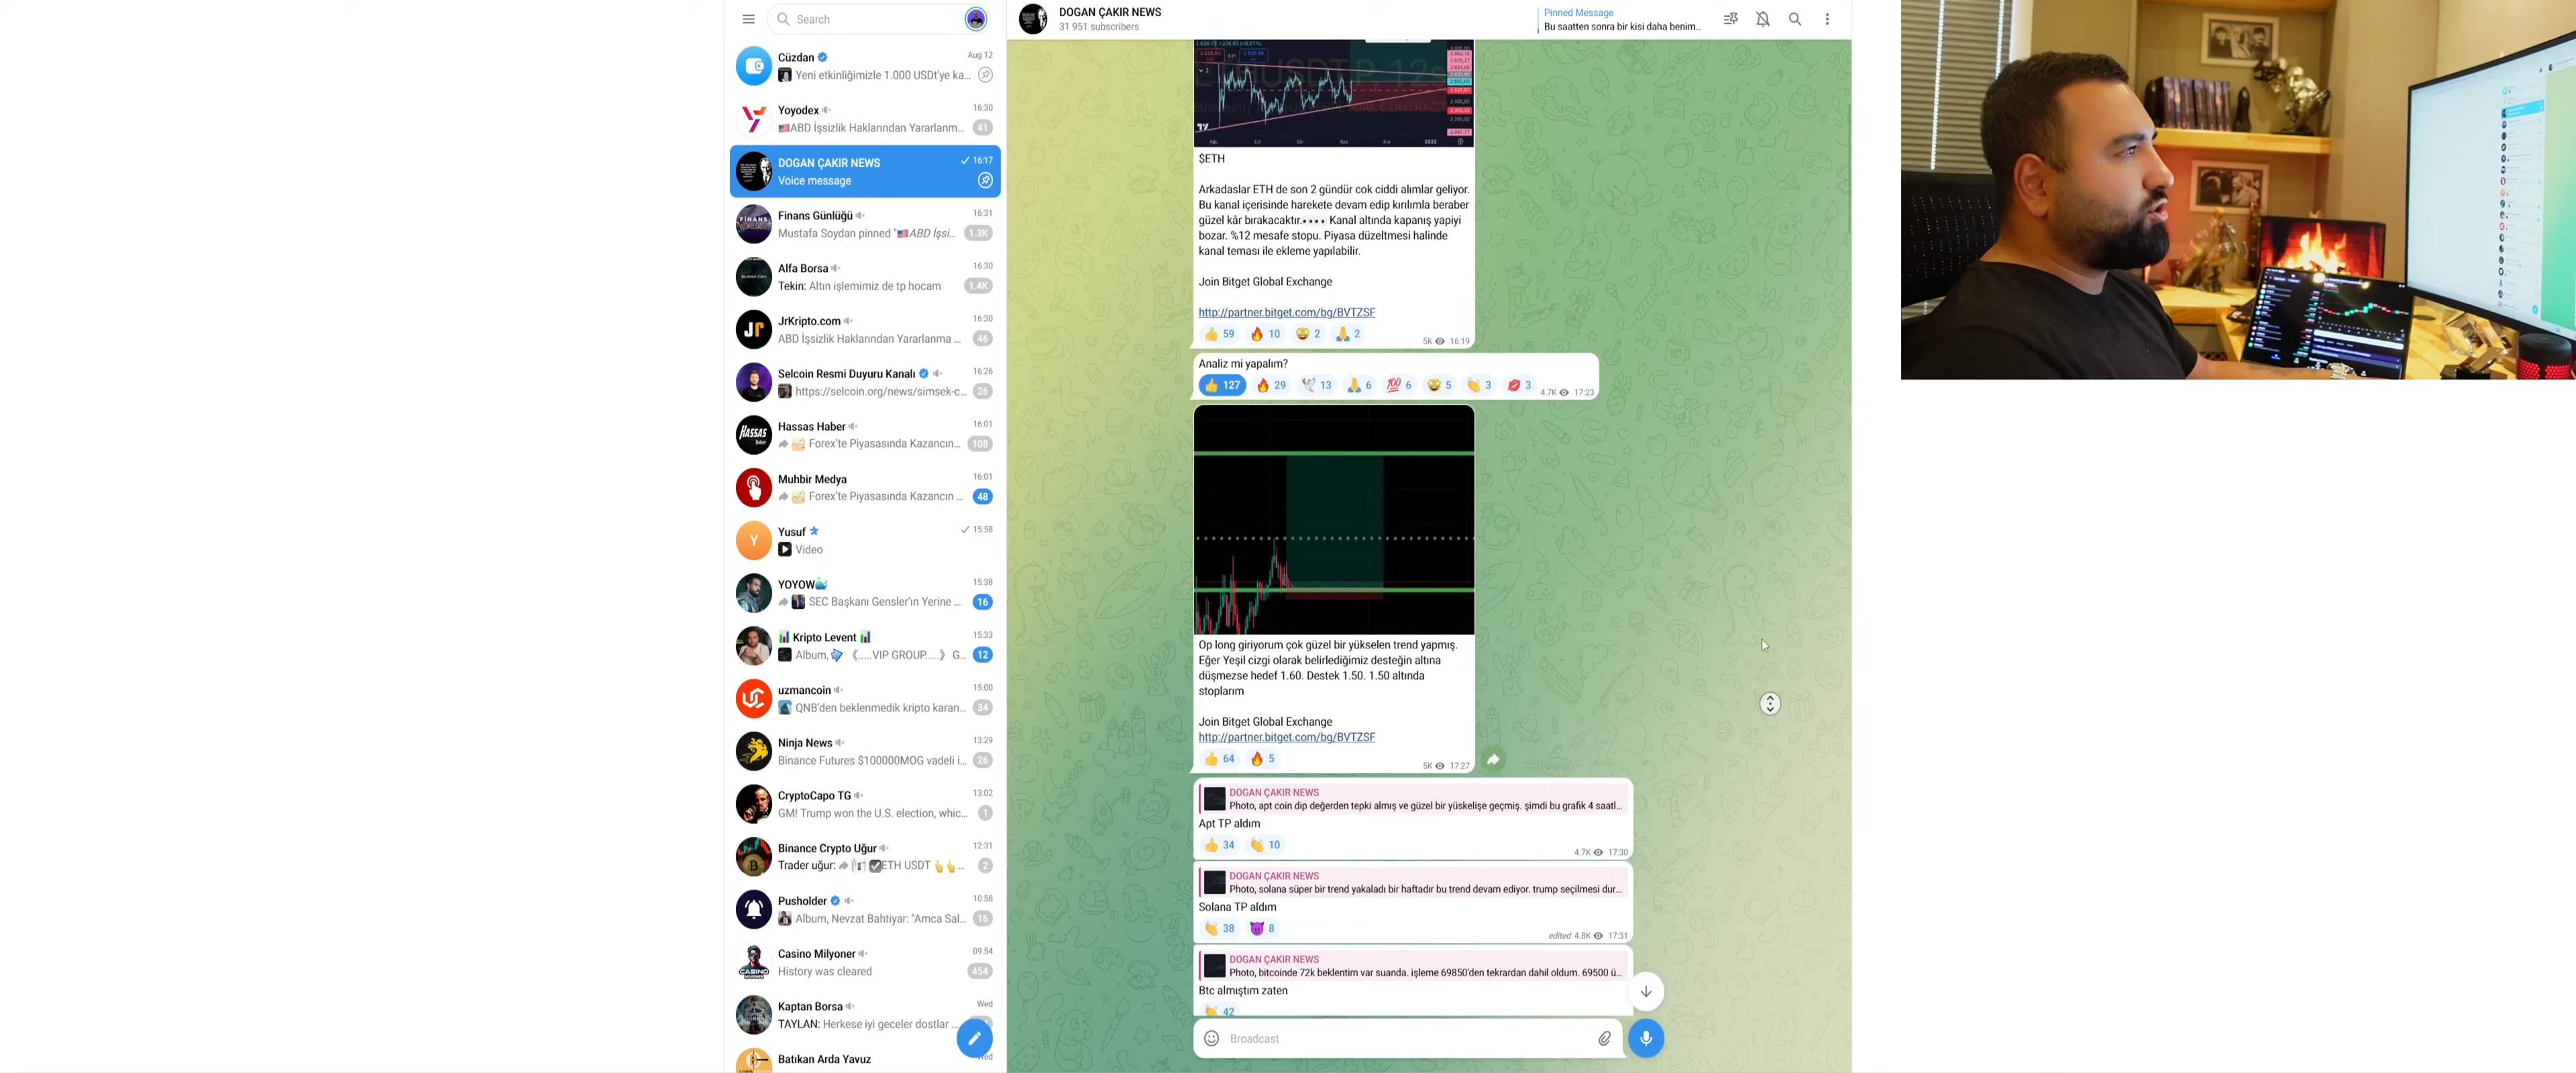 Search
Cüzdan
Aug 12
Yeni etkinliğimizle 1.000 USDt'ye ka...
Yoyodex
16:30
ABD İşsizlik Haklarından Yararlanm...
41
DOGAN ÇAKIR NEWS
16:17
Voice message
Finans Günlüğü
16:31
Mustafa Soydan pinned "ABD İşsi...
1.3K
Alfa Borsa
16:30
Tekin: Altın işlemimiz de tp hocam
1.4K
JrKripto.com
16:30
ABD İşsizlik Haklarından Yararlanma ...
46
Selcoin Resmi Duyuru Kanalı
16:26
https://selcoin.org/news/simsek-c...
26
Hassas Haber
16:01
Forex'te Piyasasında Kazancın...
108
Muhbir Medya
16:01
Forex'te Piyasasında Kazancın ...
48
Yusuf
15:58
Video
YOYOW
15:38
SEC Başkanı Gensler'in Yerine ...
16
Kripto Levent
15:33
Album, 《.....VIP GROUP.....》 G...
12
uzmancoin
15:00
QNB'den beklenmedik kripto kararı...
34
Ninja News
13:29
Binance Futures $100000MOG vadeli i...
26
CryptoCapo TG
13:02
GM! Trump won the U.S. election, whic...
1
Binance Crypto Uğur
12:31
Trader uğur: ETH USDT
2
Pusholder
10:58
Album, Nevzat Bahtiyar: "Amca Sal...
16
Casino Milyoner
09:54
History was cleared
454
Kaptan Borsa
Wed
TAYLAN: Herkese iyi geceler dostlar ...
Batıkan Arda Yavuz
DOGAN ÇAKIR NEWS
31 951 subscribers
Pinned Message
Bu saatten sonra bir kisi daha benim...
$ETH
Arkadaslar ETH de son 2 gündür cok ciddi alımlar geliyor.
Bu kanal içerisinde harekete devam edip kırılımla beraber
güzel kâr bırakacaktır. Kanal altında kapanış yapiyi
bozar. %12 mesafe stopu. Piyasa düzeltmesi halinde
kanal teması ile ekleme yapılabilir.
Join Bitget Global Exchange
http://partner.bitget.com/bg/BVTZSF
59 10 2 2
5K 16:19
Analiz mi yapalım?
127 29 13 6 6 5 3 3
4.7K 17:23
Op long giriyorum çok güzel bir yükselen trend yapmış.
Eğer Yeşil cizgi olarak belirlediğimiz desteğin altına
düşmezse hedef 1.60. Destek 1.50. 1.50 altında
stoplarım
Join Bitget Global Exchange
http://partner.bitget.com/bg/BVTZSF
64 5
5K 17:27
DOGAN ÇAKIR NEWS
Photo, apt coin dip değerden tepki almış ve güzel bir yüskelişe geçmiş. şimdi bu grafik 4 saatl...
Apt TP aldım
34 10
4.7K 17:30
DOGAN ÇAKIR NEWS
Photo, solana süper bir trend yakaladı bir haftadır bu trend devam ediyor. trump seçilmesi dur...
Solana TP aldım
38 8
edited 4.8K 17:31
DOGAN ÇAKIR NEWS
Photo, bitcoinde 72k beklentim var suanda. işleme 69850'den tekrardan dahil oldum. 69500 ü...
Btc almıştım zaten
42
Broadcast